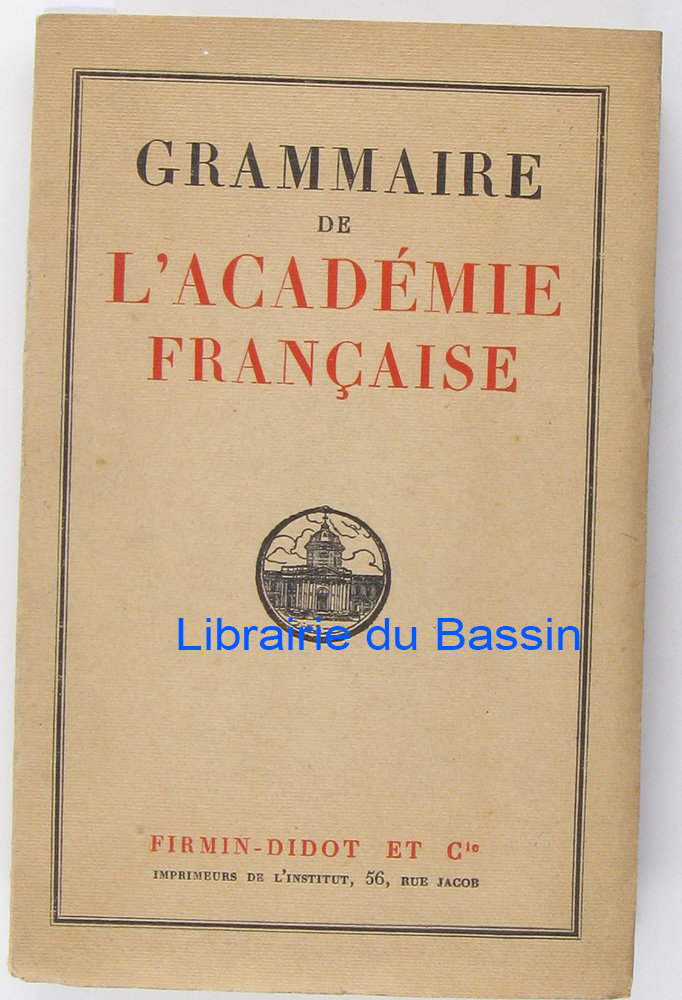 GRAMMAIRE
DE
L'ACADÉMIE
FRANÇAISE
Librairie du Bassin
FIRMIN-DIDOT ET Cie
IMPRIMEURS DE L'INSTITUT, 56, RUE JACOB